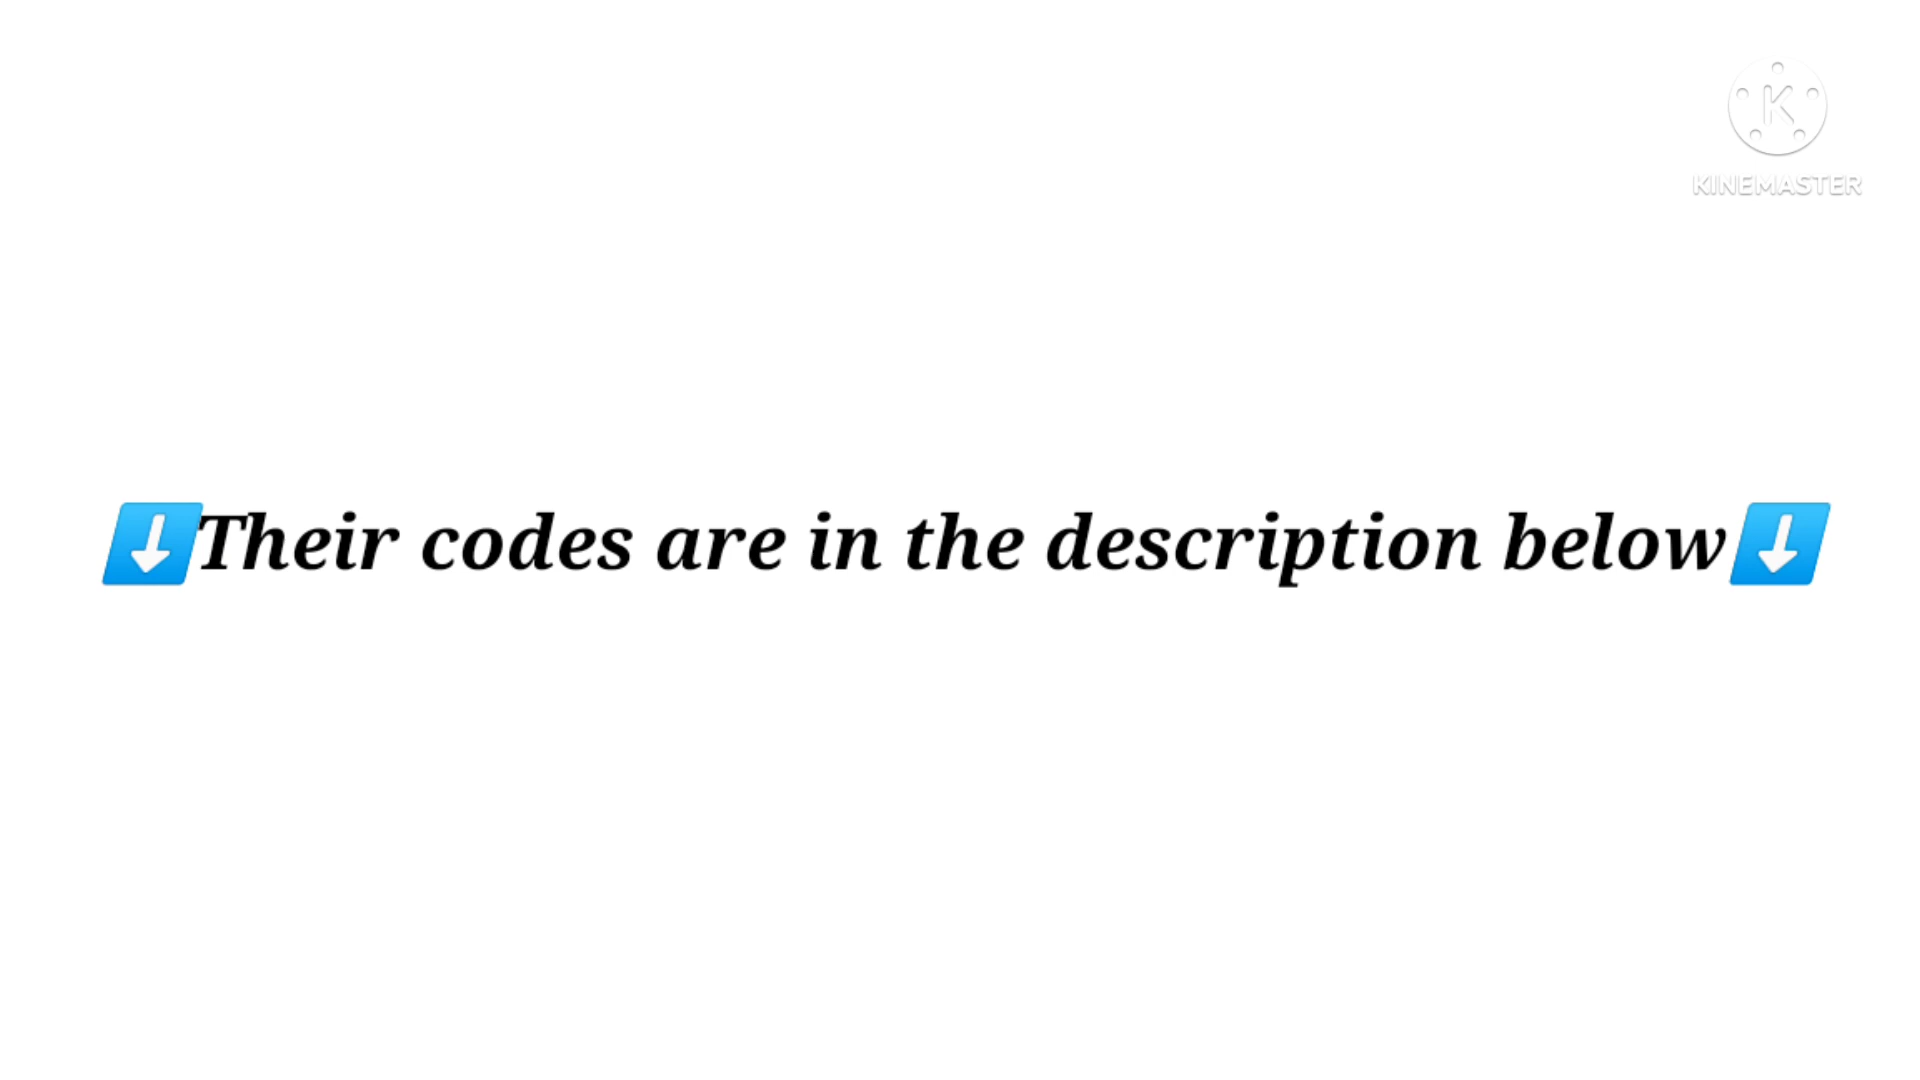 K
KINEMASTER
⬇️Their codes are in the description below⬇️